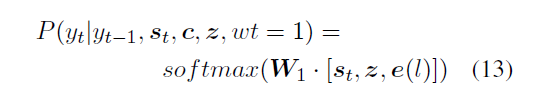 P(y_t|y_{t−1}, s_t, c, z, wt = 1) =
softmax(W_1 · [s_t, z, e(l)]) (13)